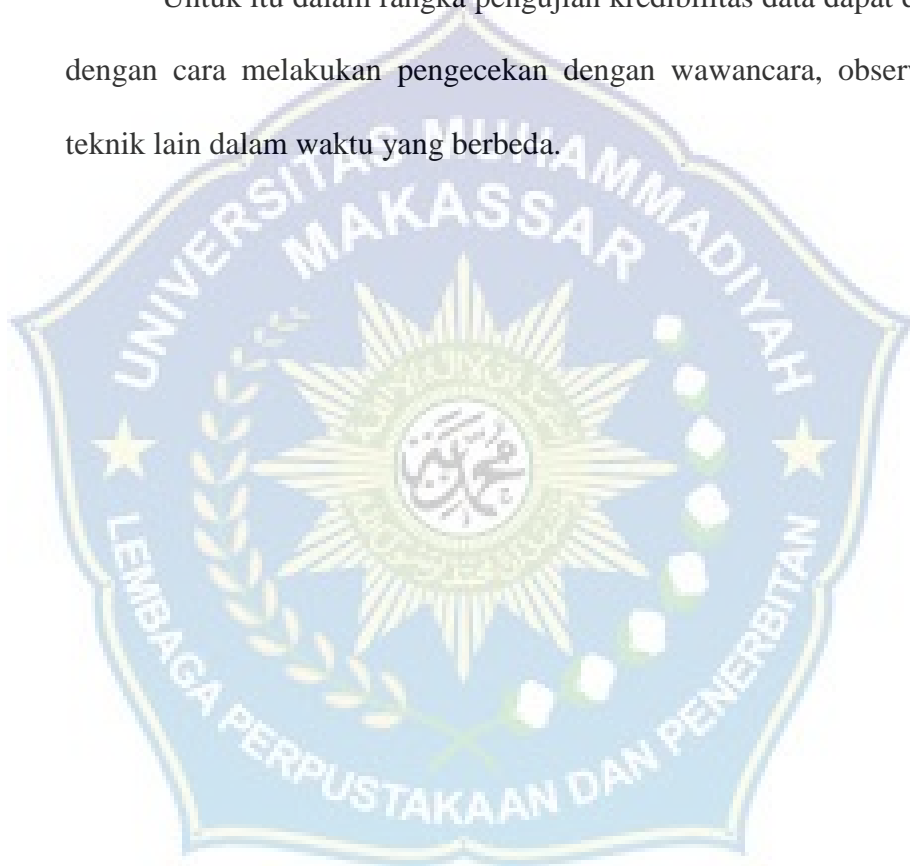 Untuk itu dalam rangka pengujian kredibilitas data dapat
dengan cara melakukan pengecekan dengan wawancara,
teknik lain dalam waktu yang berbeda.
UNIVERSITAS MUHAMMADIYAH
MAKASSAR
LEMBAGA PERPUSTAKAAN DAN PENERBITAN